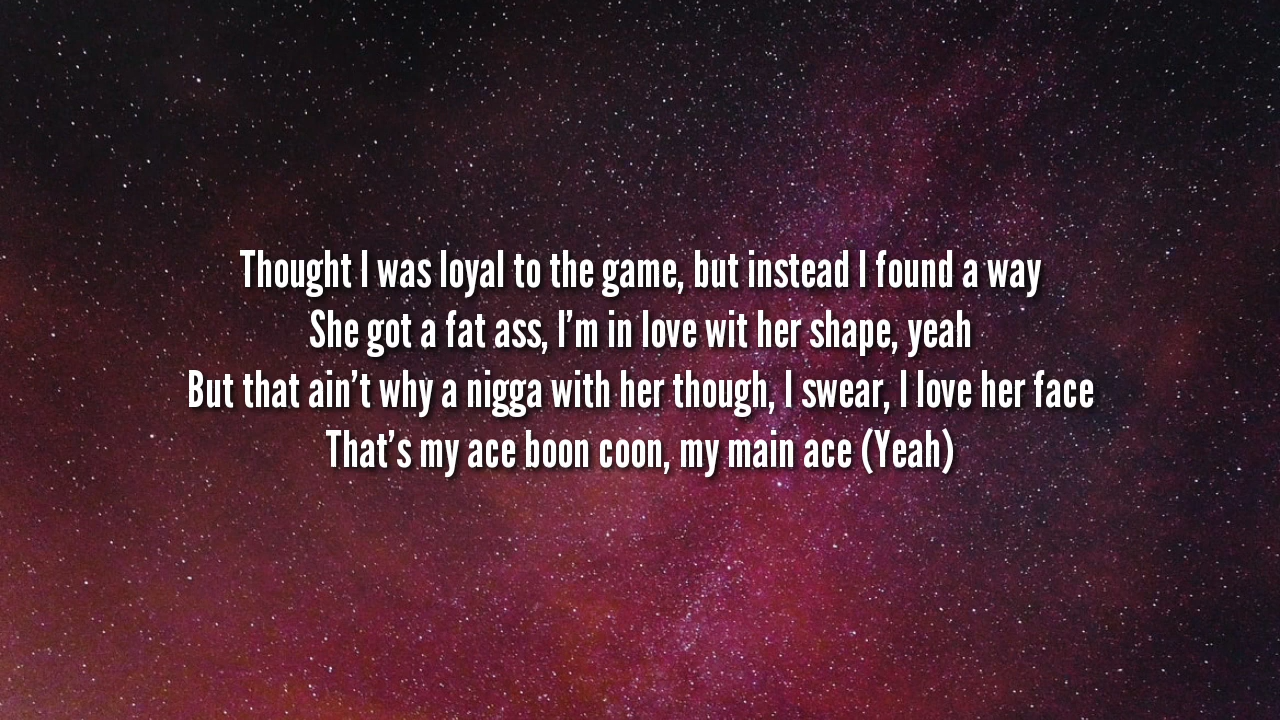 Thought I was loyal to the game, but instead I found a way
She got a fat ass, I’m in love wit her shape, yeah
But that ain’t why a nigga with her though, I swear, I love her face
That’s my ace boon coon, my main ace (Yeah)